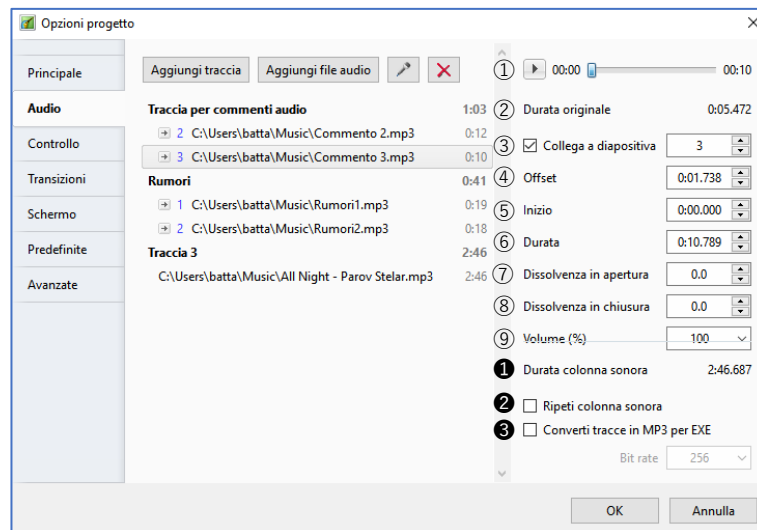 Opzioni progetto
Principale
Audio
Controllo
Transizioni
Schermo
Predefinite
Avanzate
Aggiungi traccia Aggiungi file audio
Traccia per commenti audio 1:03
2 C:\Users\batta\Music\Commento 2.mp3 0:12
3 C:\Users\batta\Music\Commento 3.mp3 0:10
Rumori 0:41
1 C:\Users\batta\Music\Rumori1.mp3 0:19
2 C:\Users\batta\Music\Rumori2.mp3 0:18
Traccia 3 2:46
C:\Users\batta\Music\All Night - Parov Stelar.mp3 2:46
① 00:00 00:10
② Durata originale 0:05.472
③ Collega a diapositiva 3
④ Offset 0:01.738
⑤ Inizio 0:00.000
⑥ Durata 0:10.789
⑦ Dissolvenza in apertura 0.0
⑧ Dissolvenza in chiusura 0.0
⑨ Volume (%) 100
❶ Durata colonna sonora 2:46.687
❷ Ripeti colonna sonora
❸ Converti tracce in MP3 per EXE
Bit rate 256
OK Annulla